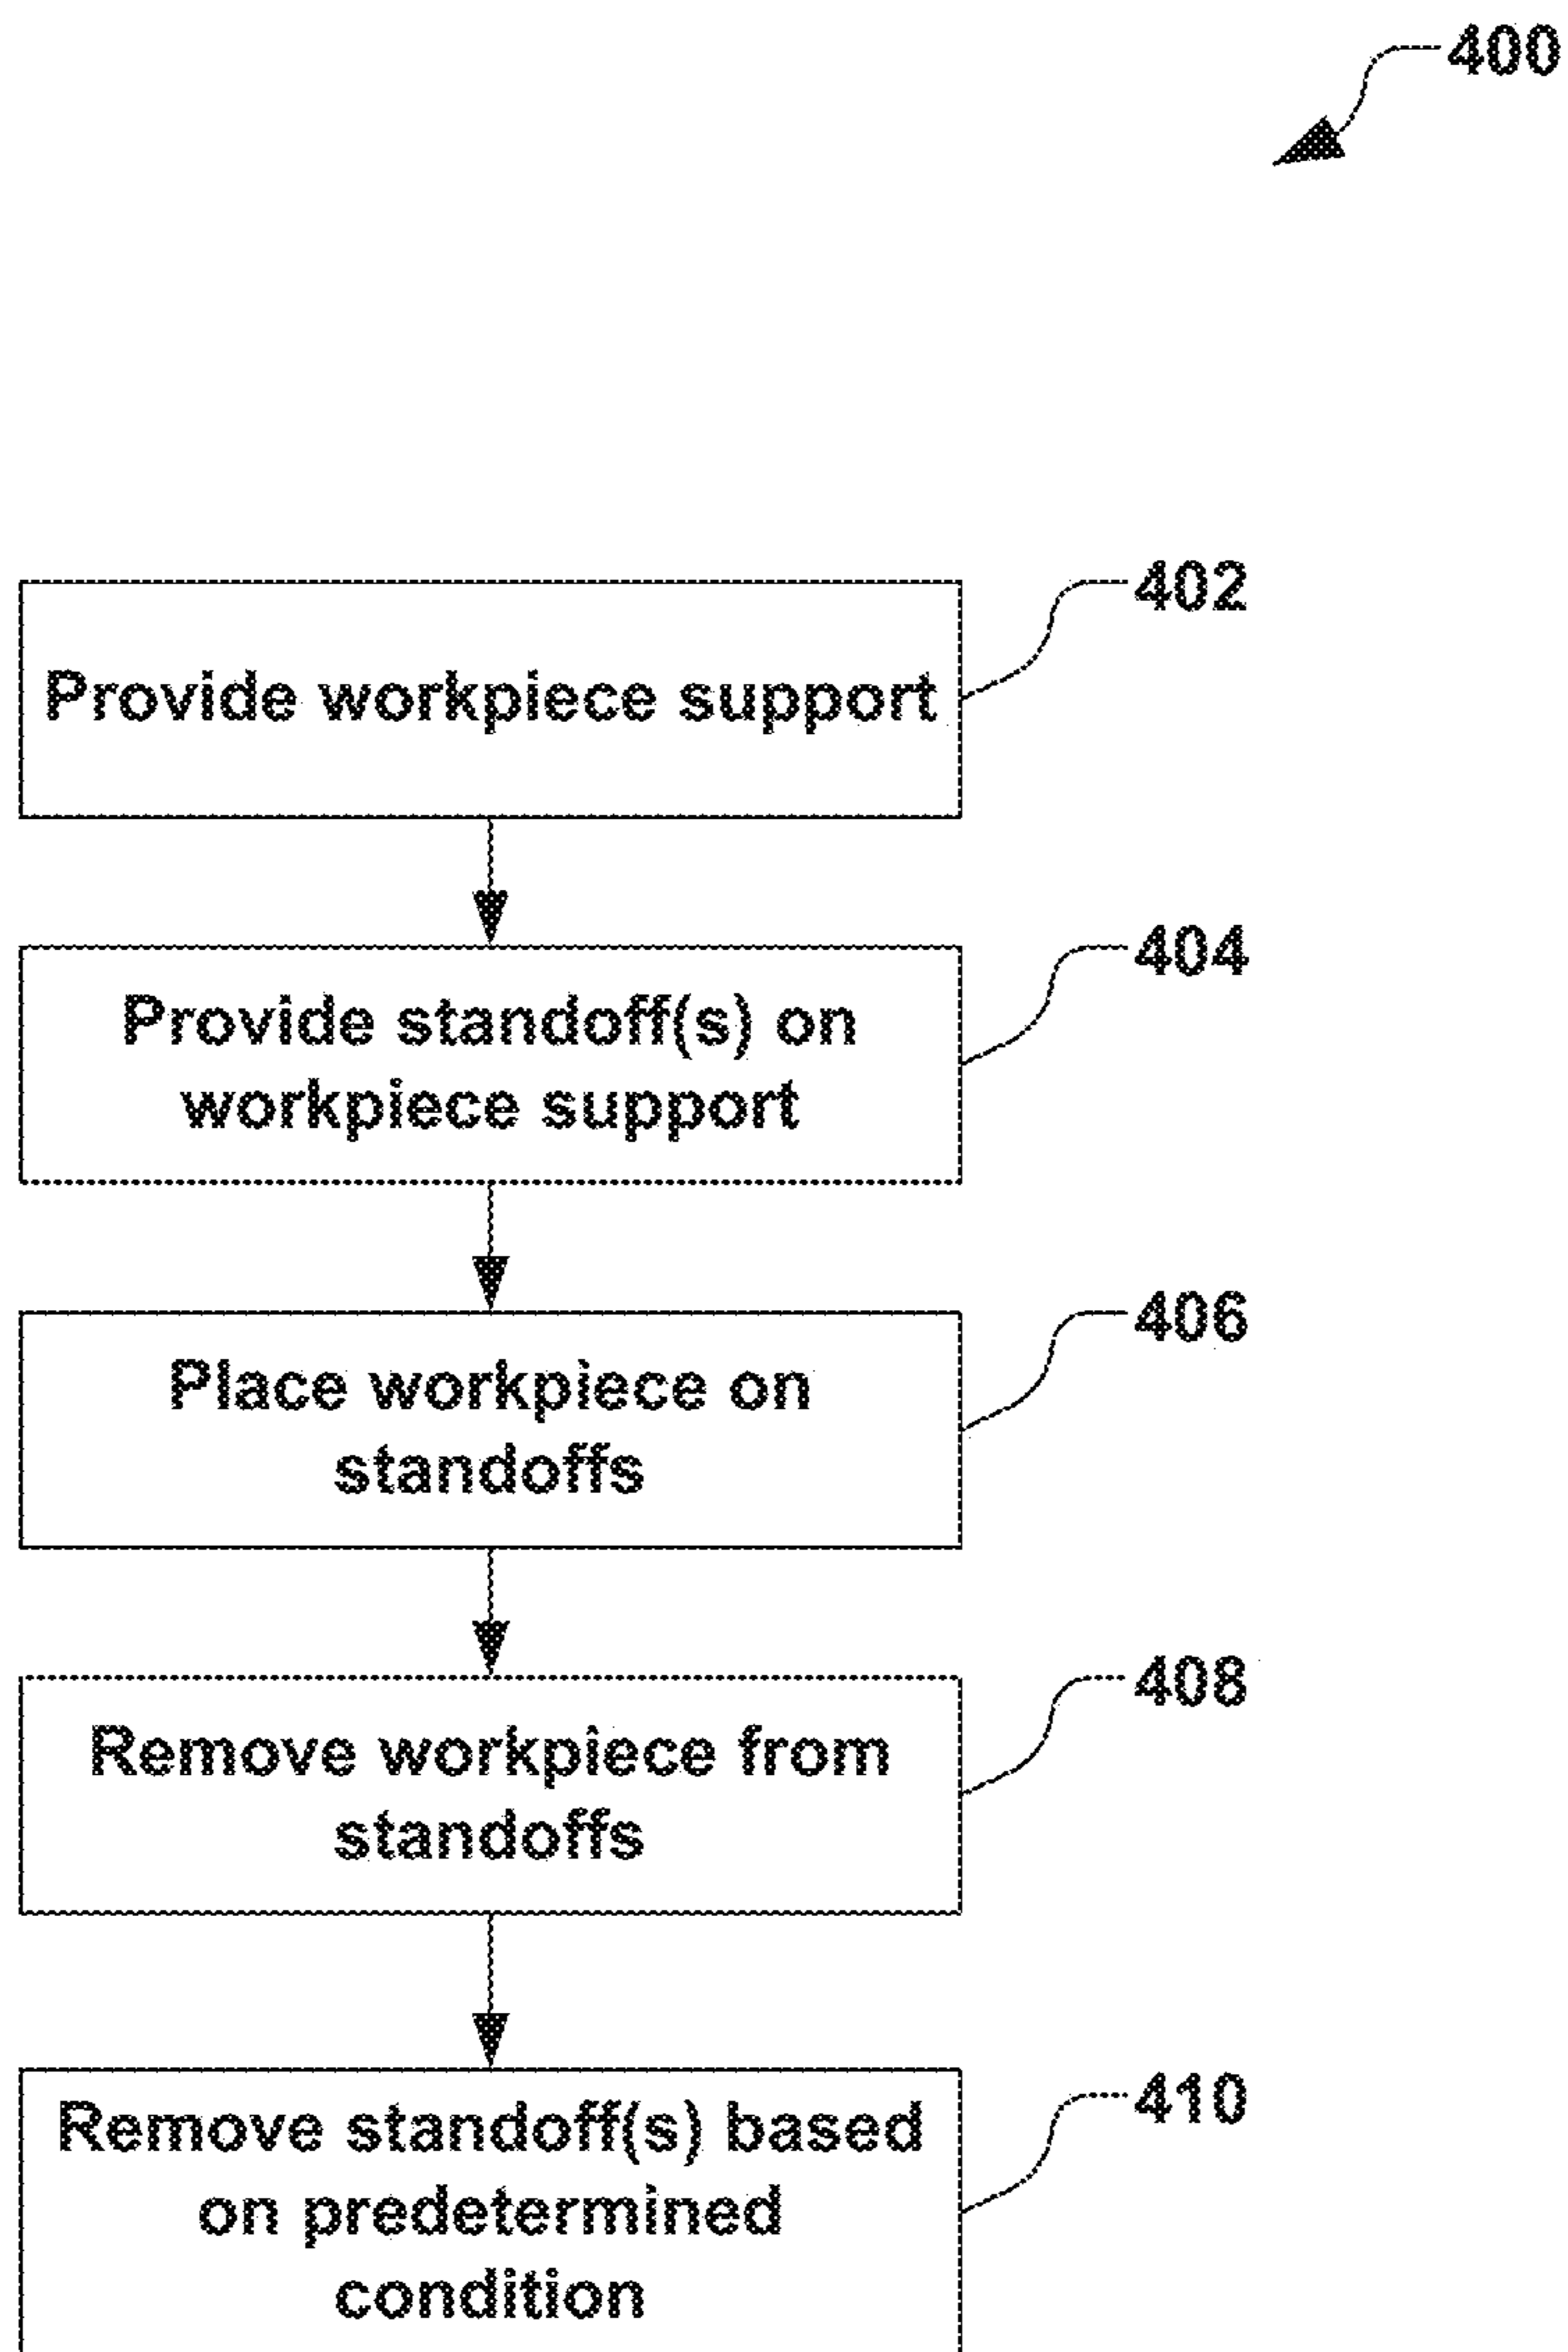 400
Provide workpiece support
402
Provide standoff(s) on
workpiece support
404
Place workpiece on
standoffs
406
Remove workpiece from
standoffs
408
Remove standoff(s) based
on predetermined
condition
410